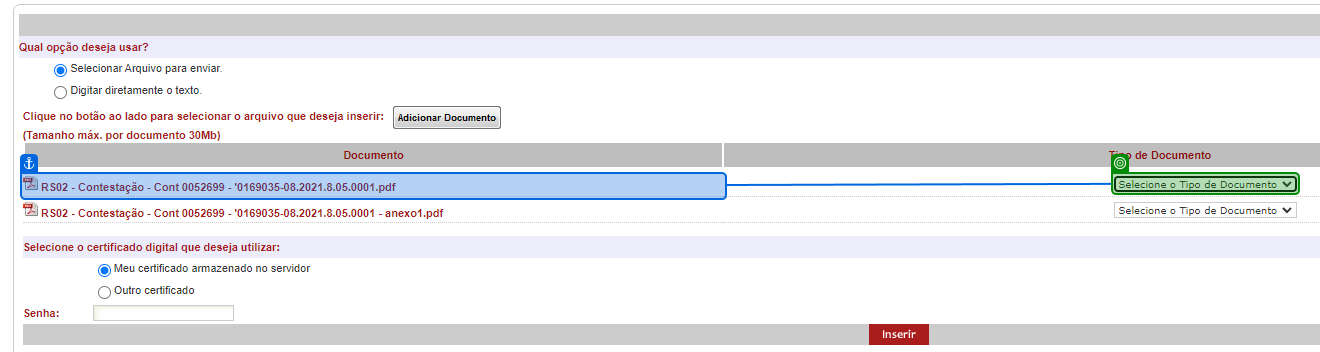 Qual opção deseja usar?
Selecionar Arquivo para enviar.
Digitar diretamente o texto.
Clique no botão ao lado para selecionar o arquivo que deseja inserir: Adicionar Documento
(Tamanho máx. por documento 30Mb)
Documento Tipo de Documento
RS02 - Contestação - Cont 0052699 - '0169035-08.2021.8.05.0001.pdf Selecione o Tipo de Documento
RS02 - Contestação - Cont 0052699 - '0169035-08.2021.8.05.0001 - anexo1.pdf Selecione o Tipo de Documento
Selecione o certificado digital que deseja utilizar:
Meu certificado armazenado no servidor
Outro certificado
Senha:
Inserir